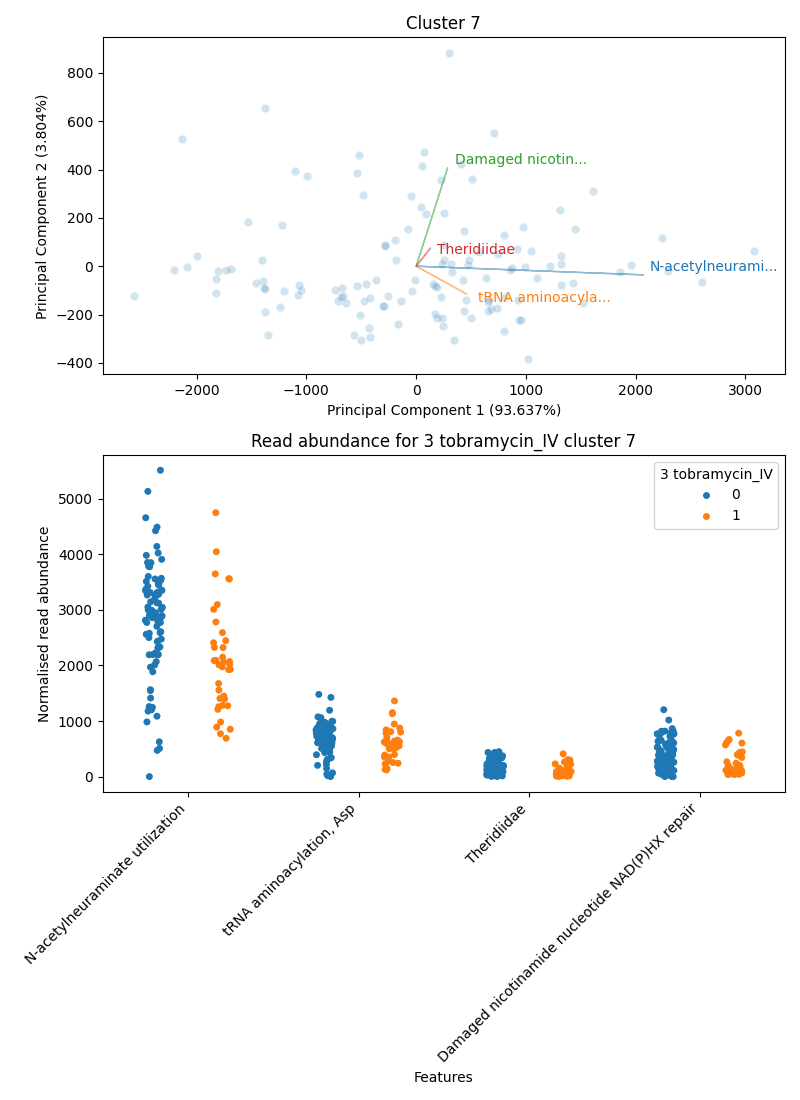 Cluster 7
Principal Component 2 (3.804%)
800
600
400
200
0
−200
−400
Damaged nicotin...
Theridiidae
N-acetylneurami...
tRNA aminoacyla...
−2000
−1000
0
1000
2000
3000
Principal Component 1 (93.637%)
Read abundance for 3 tobramycin_IV cluster 7
Normalised read abundance
5000
4000
3000
2000
1000
0
3 tobramycin_IV
0
1
N-acetylneuraminate utilization
tRNA aminoacylation, Asp
Theridiidae
Damaged nicotinamide nucleotide NAD(P)HX repair
Features